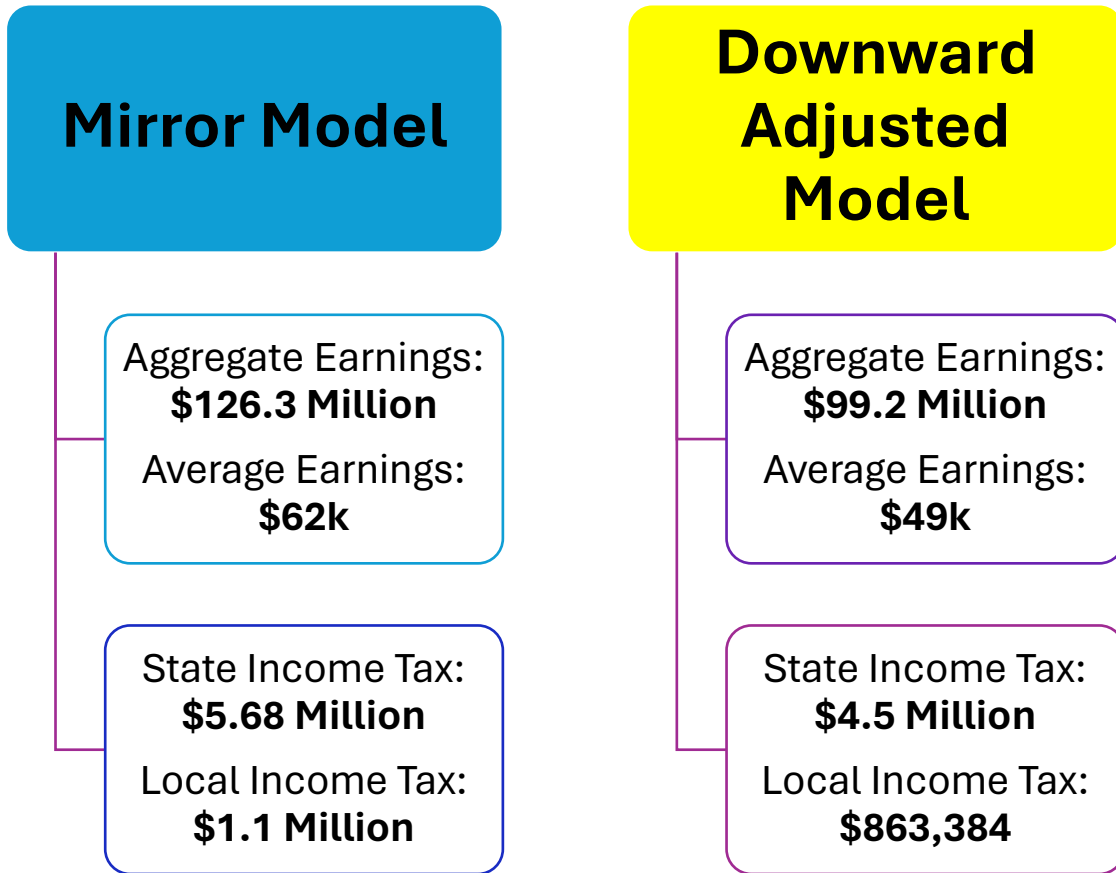 Mirror Model
Aggregate Earnings:
$126.3 Million
Average Earnings:
$62k
State Income Tax:
$5.68 Million
Local Income Tax:
$1.1 Million
Downward
Adjusted
Model
Aggregate Earnings:
$99.2 Million
Average Earnings:
$49k
State Income Tax:
$4.5 Million
Local Income Tax:
$863,384